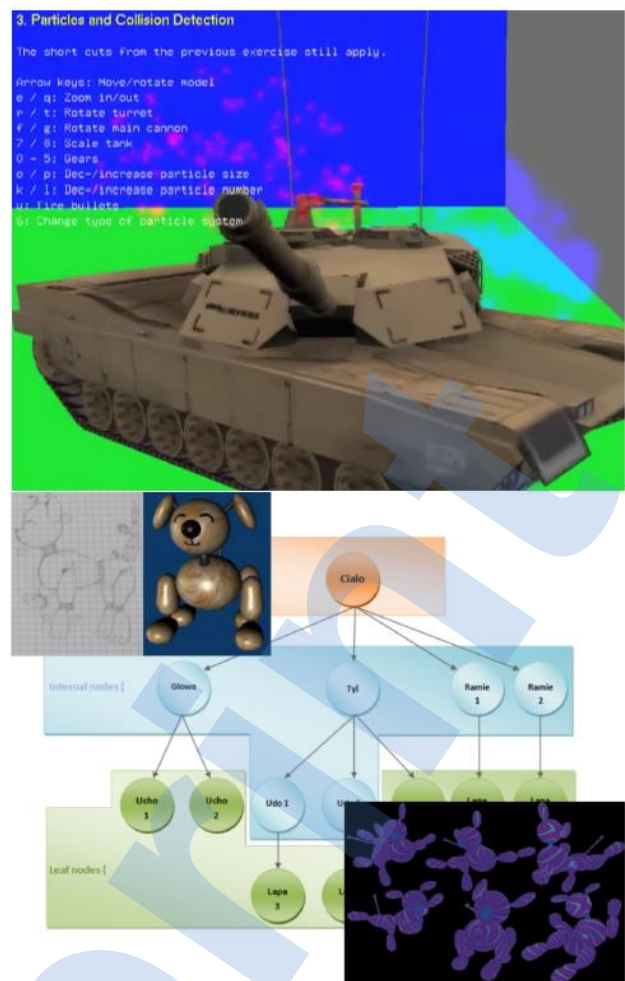 3. Particles and Collision Detection
The short cuts from the previous exercise still apply.
Arrow keys: Move/rotate model
e / q: Zoom in/out
r / t: Rotate turret
f / g: Rotate main cannon
7 / 8: Scale tank
0 - 5: Gears
o / p: Dec-/increase particle size
k / l: Dec-/increase particle number
u: Fire bullets
6: Change type of particle system
Cialo
Internal nodes {
Glowa
Tyl
Ramie 1
Ramie 2
Ucho 1
Ucho 2
Udo 1
Leaf nodes {
Lapa 3